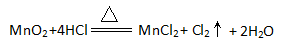 MnO₂+4HCl =△= MnCl₂+ Cl₂↑ + 2H₂O